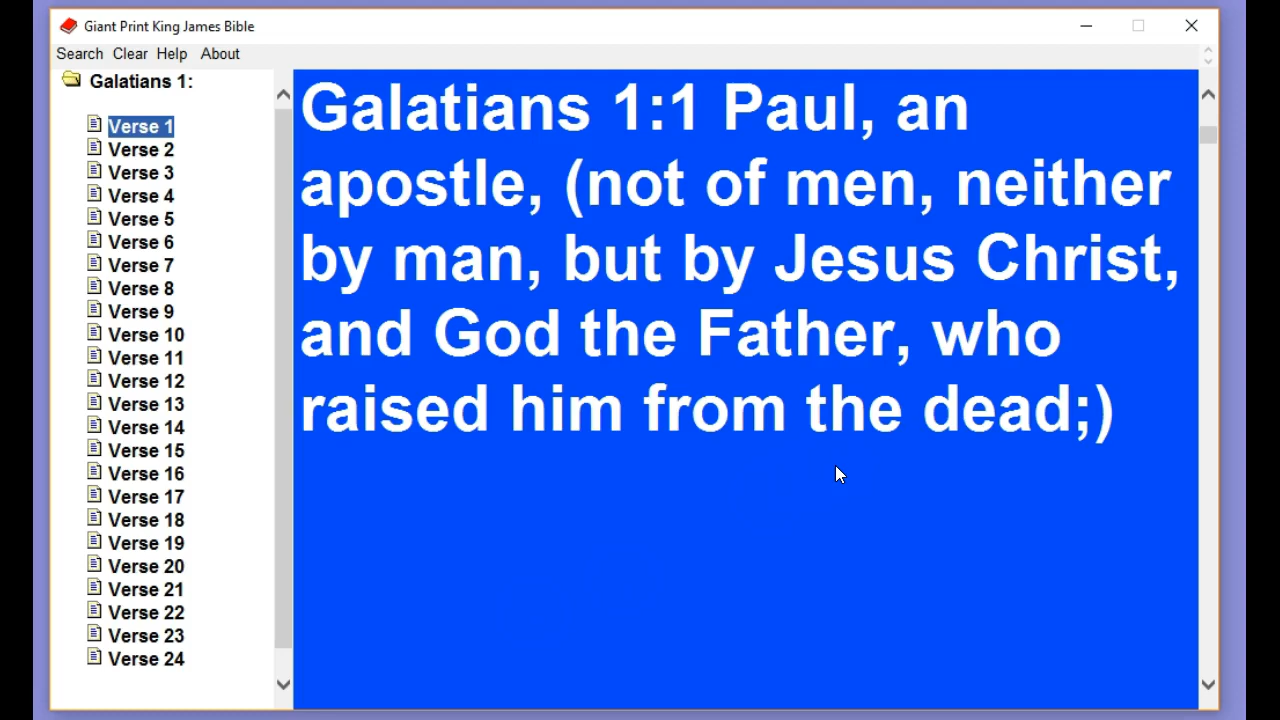 Giant Print King James Bible
Search Clear Help About
Galatians 1:
Verse 1
Verse 2
Verse 3
Verse 4
Verse 5
Verse 6
Verse 7
Verse 8
Verse 9
Verse 10
Verse 11
Verse 12
Verse 13
Verse 14
Verse 15
Verse 16
Verse 17
Verse 18
Verse 19
Verse 20
Verse 21
Verse 22
Verse 23
Verse 24
Galatians 1:1 Paul, an
apostle, (not of men, neither
by man, but by Jesus Christ,
and God the Father, who
raised him from the dead;)